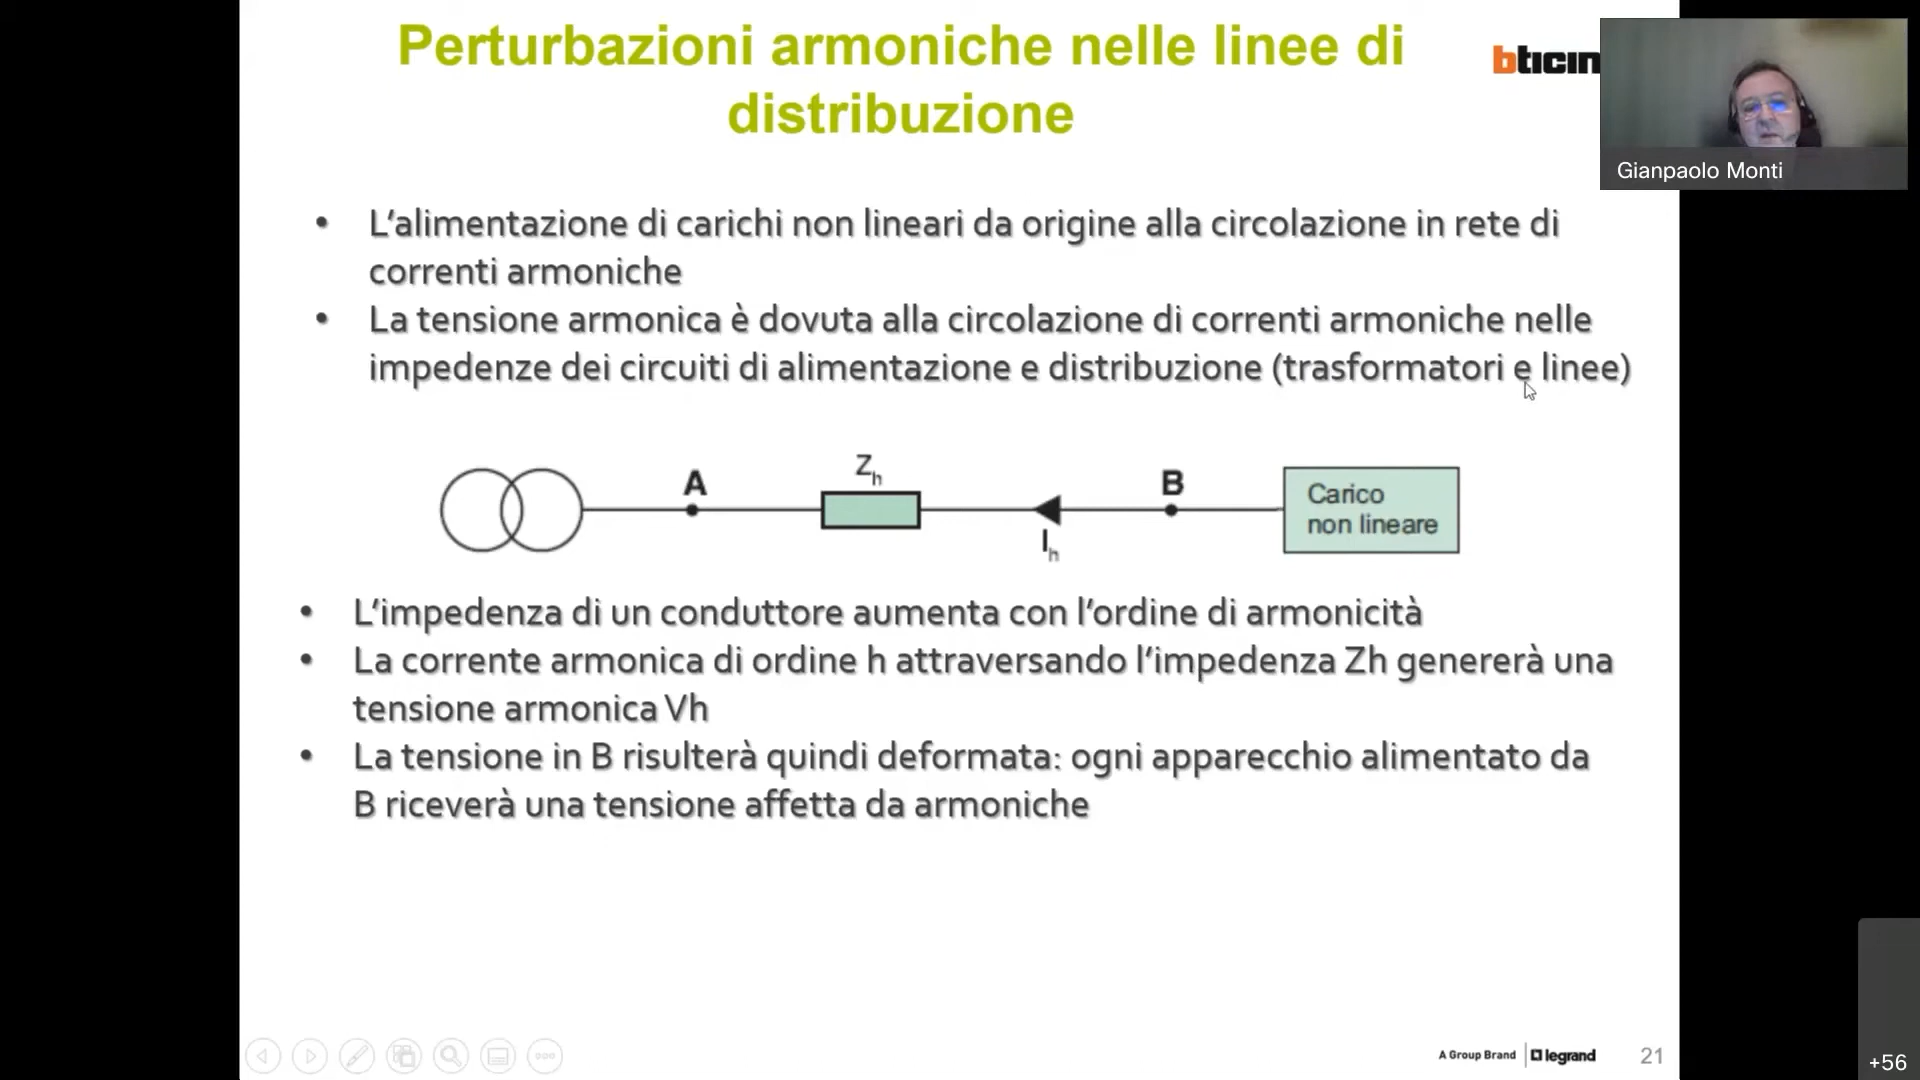 Perturbazioni armoniche nelle linee di
distribuzione
bticin
Gianpaolo Monti
• L'alimentazione di carichi non lineari da origine alla circolazione in rete di
correnti armoniche
• La tensione armonica è dovuta alla circolazione di correnti armoniche nelle
impedenze dei circuiti di alimentazione e distribuzione (trasformatori e linee)
A
Zh
Ih
B
Carico
non lineare
• L'impedenza di un conduttore aumenta con l'ordine di armonicità
• La corrente armonica di ordine h attraversando l'impedenza Zh genererà una
tensione armonica Vh
• La tensione in B risulterà quindi deformata: ogni apparecchio alimentato da
B riceverà una tensione affetta da armoniche
A Group Brand
legrand
21
+56